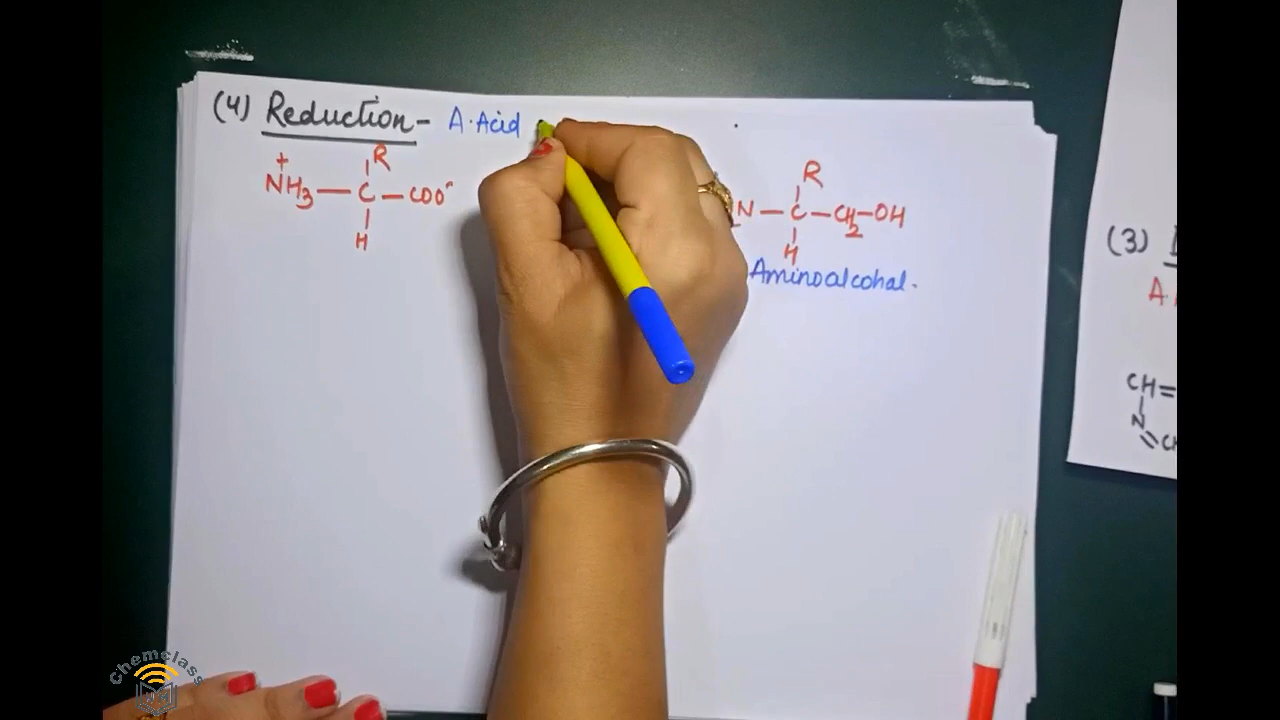 (4) Reduction - A.Acid
R
+
NH3 — C — COO⁻
H
R
N — C — CH2 — OH
H
Aminoalcohal.
(3)
A.
CH=
N
Chemclass